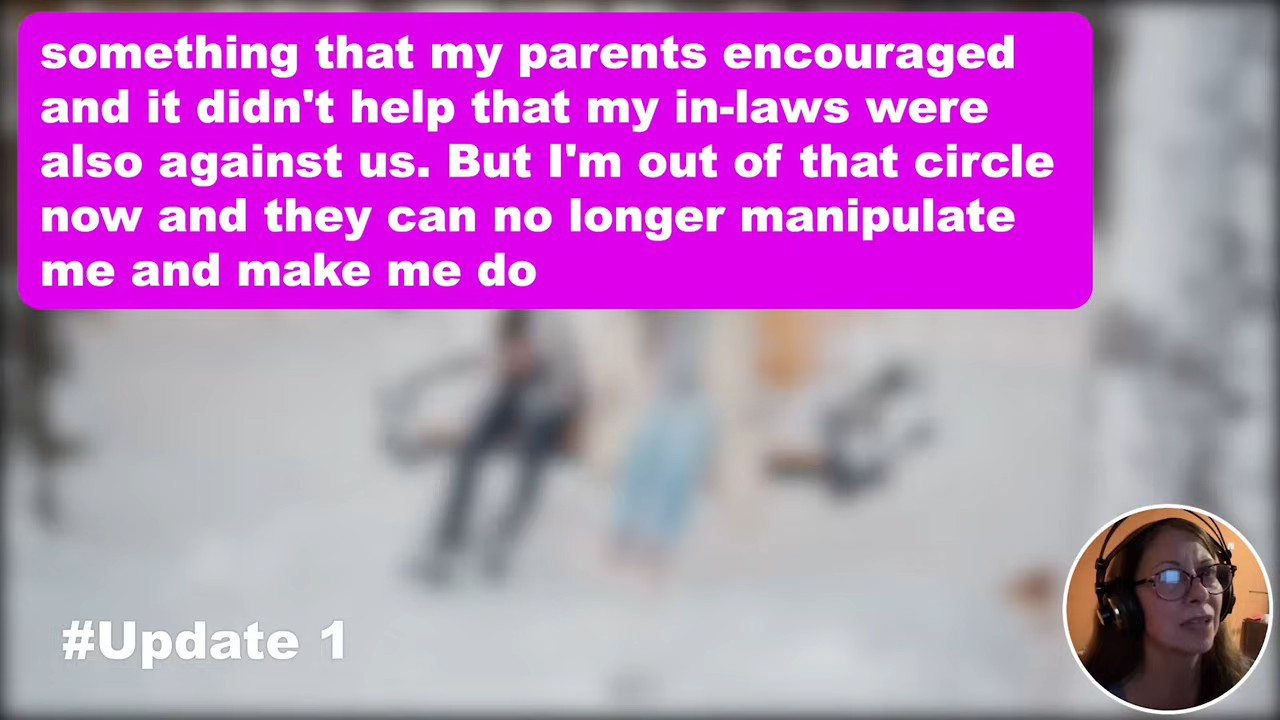 something that my parents encouraged
and it didn't help that my in-laws were
also against us. But I'm out of that circle
now and they can no longer manipulate
me and make me do
#Update 1